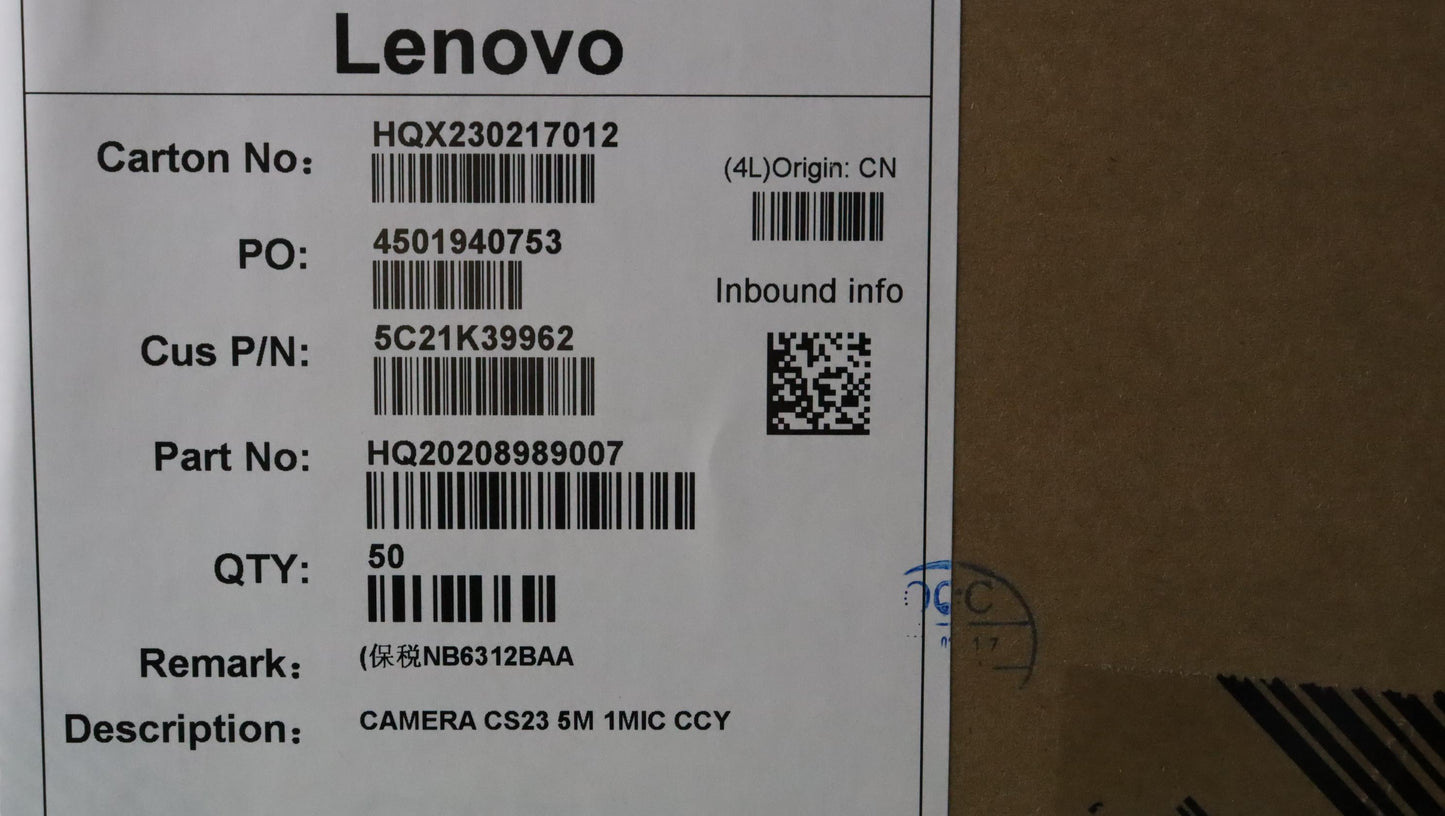 Lenovo
Carton No: HQX230217012
(4L)Origin: CN
PO: 4501940753
Inbound info
Cus P/N: 5C21K39962
Part No: HQ20208989007
QTY: 50
Remark: (保税NB6312BAA
Description: CAMERA CS23 5M 1MIC CCY
17